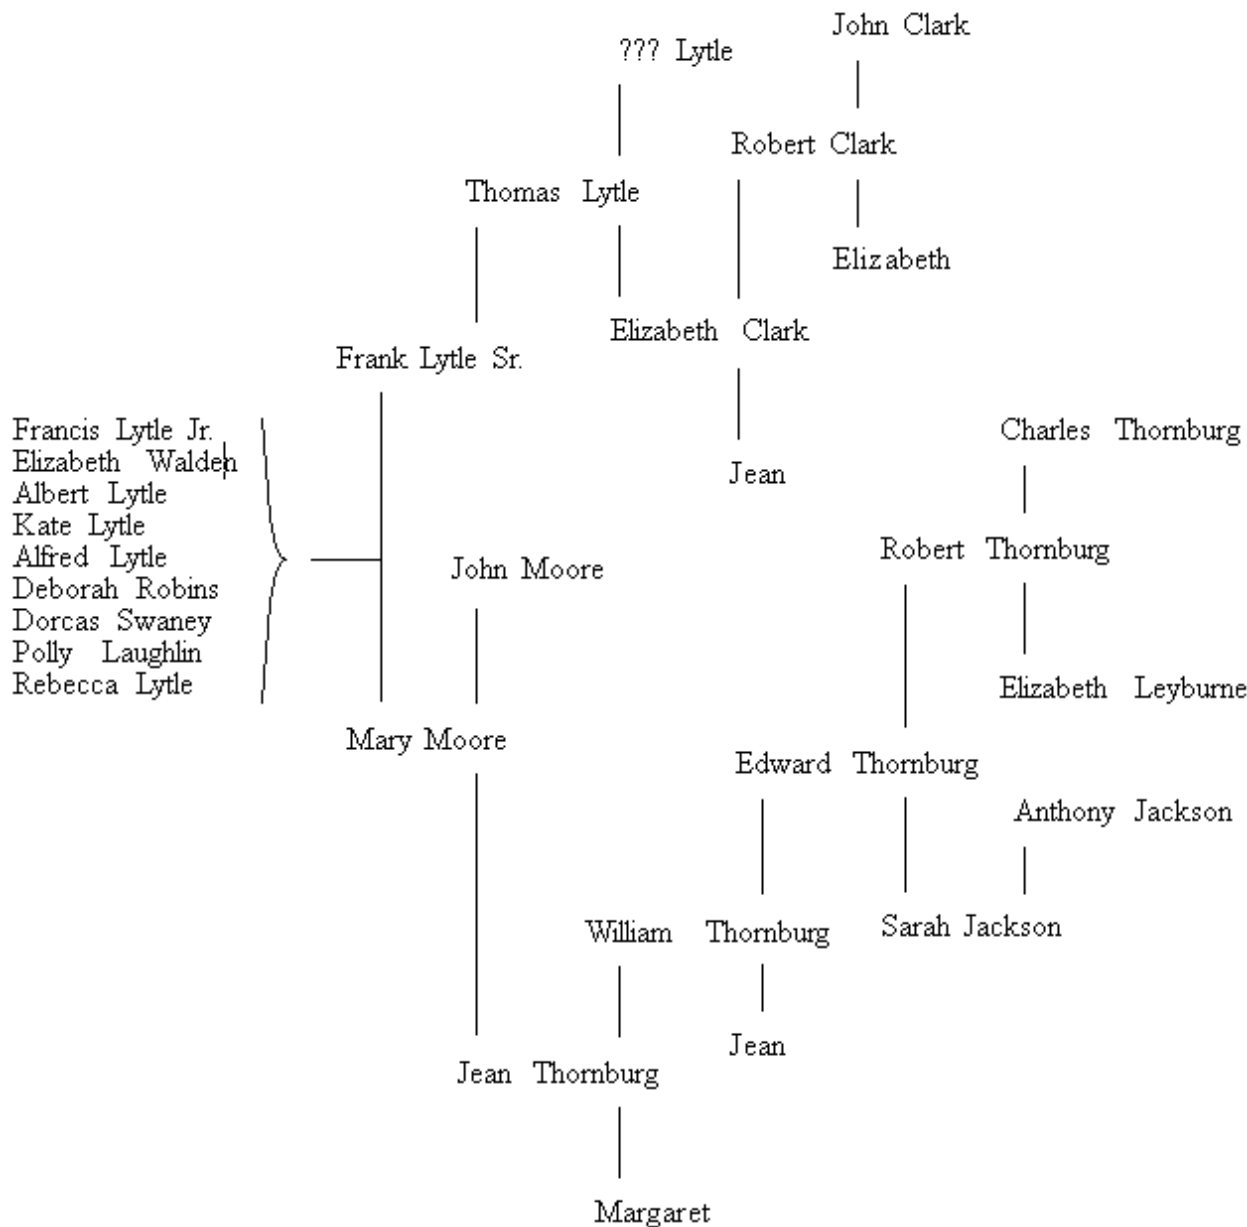 John Clark
??? Lytle
Robert Clark
Thomas Lytle
Elizabeth
Elizabeth Clark
Frank Lytle Sr.
Francis Lytle Jr.
Elizabeth Walden
Albert Lytle
Kate Lytle
Alfred Lytle
Deborah Robins
Dorcas Swaney
Polly Laughlin
Rebecca Lytle
Charles Thornburg
Jean
Robert Thornburg
John Moore
Elizabeth Leyburne
Mary Moore
Edward Thornburg
Anthony Jackson
William Thornburg
Sarah Jackson
Jean
Jean Thornburg
Margaret